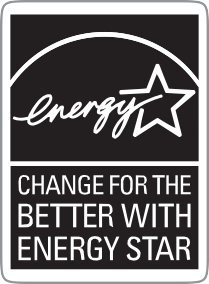 energy
CHANGE FOR THE
BETTER WITH
ENERGY STAR